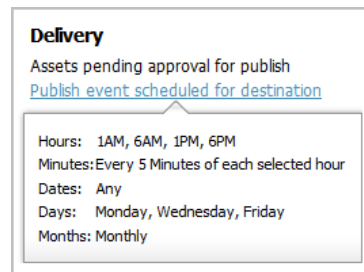 Delivery
Assets pending approval for publish
Publish event scheduled for destination
Hours: 1AM, 6AM, 1PM, 6PM
Minutes:Every 5 Minutes of each selected hour
Dates: Any
Days: Monday, Wednesday, Friday
Months: Monthly